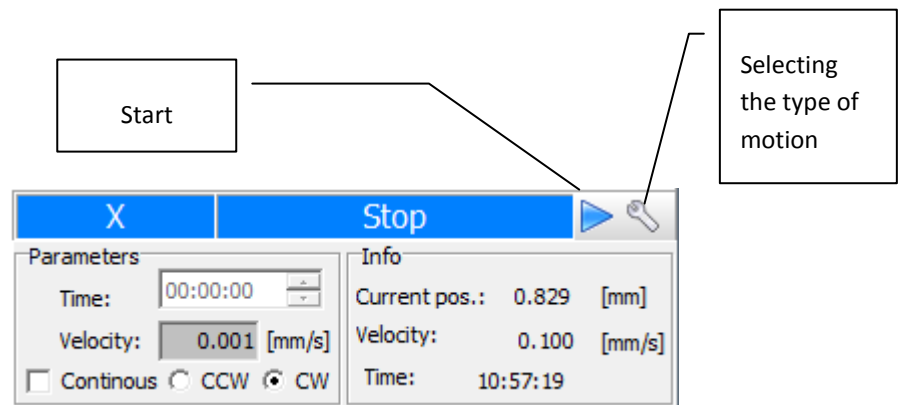 Start
Selecting
the type of
motion
X Stop
Parameters
Time: 00:00:00
Velocity: 0.001 [mm/s]
Continous CCW CW
Info
Current pos.: 0.829 [mm]
Velocity: 0.100 [mm/s]
Time: 10:57:19